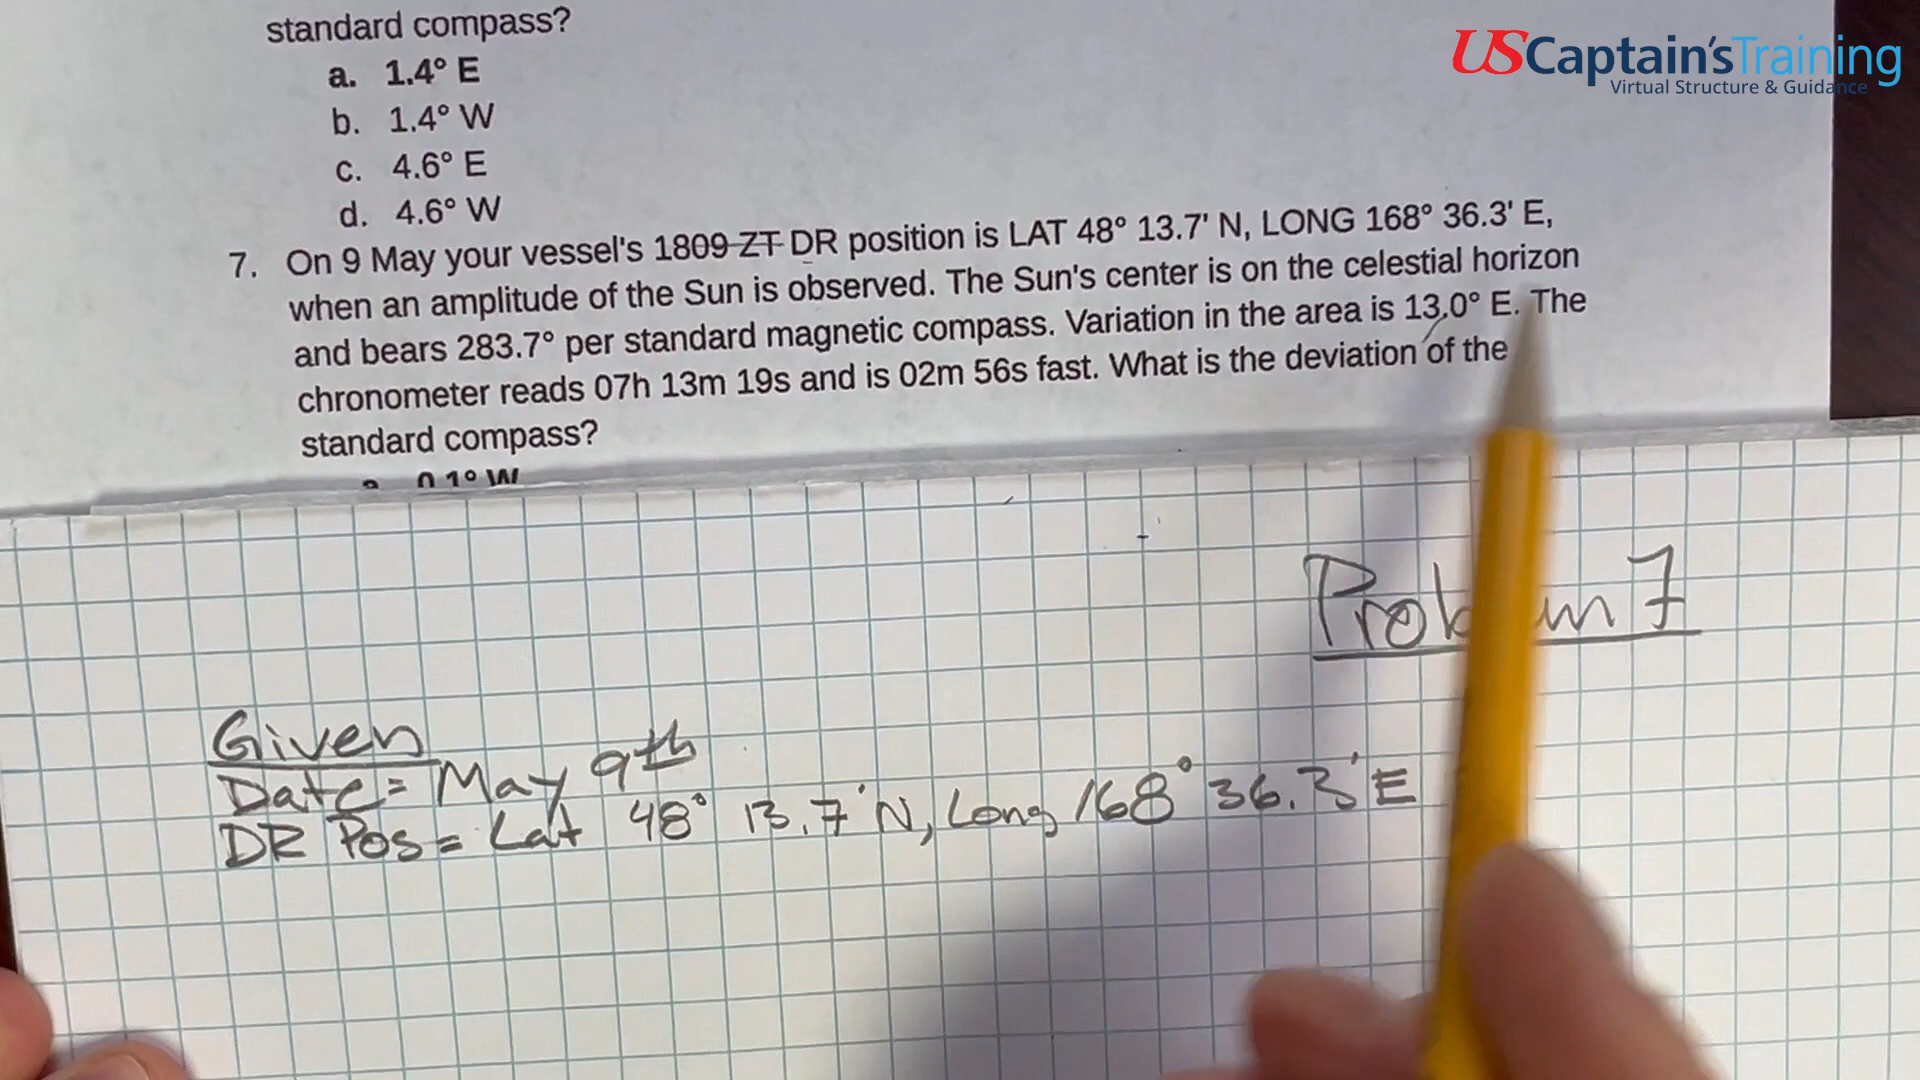 standard compass?
a. 1.4° E
b. 1.4° W
c. 4.6° E
d. 4.6° W
7. On 9 May your vessel's 1809 ZT DR position is LAT 48° 13.7' N, LONG 168° 36.3' E,
when an amplitude of the Sun is observed. The Sun's center is on the celestial horizon
and bears 283.7° per standard magnetic compass. Variation in the area is 13.0° E. The
chronometer reads 07h 13m 19s and is 02m 56s fast. What is the deviation of the
standard compass?
a. 0.1° W
USCaptain'sTraining
Virtual Structure & Guidance
Problem 7
Given
Date = May 9th
DR Pos = Lat 48° 13.7' N, Long 168° 36.3' E